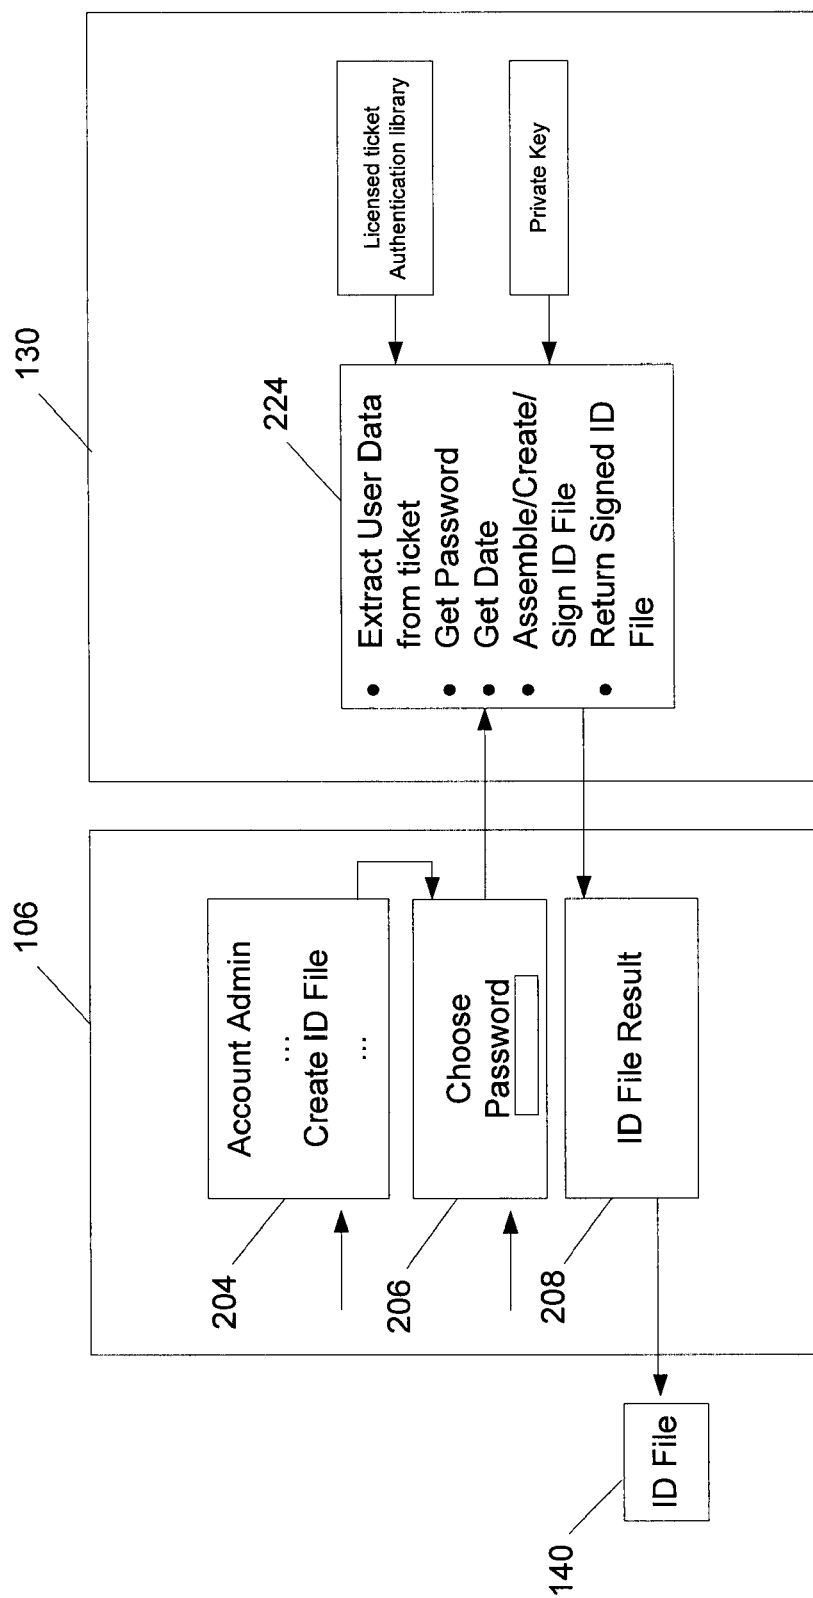 130
106
Licensed ticket
Authentication library
Private Key
224
• Extract User Data
from ticket
• Get Password
• Get Date
• Assemble/Create/
Sign ID File
• Return Signed ID
File
Account Admin
...
Create ID File
...
204
Choose
Password
206
ID File Result
208
ID File
140